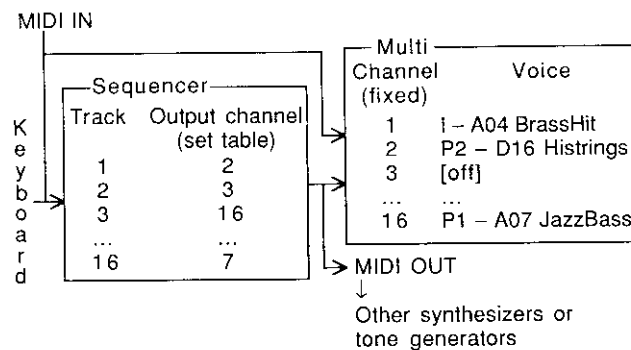 MIDI IN
Keyboard
Sequencer
Track Output channel
(set table)
1 2
2 3
3 16
... ...
16 7
Multi
Channel Voice
(fixed)
1 I – A04 BrassHit
2 P2 – D16 Histrings
3 [off]
... ...
16 P1 – A07 JazzBass
MIDI OUT
Other synthesizers or
tone generators